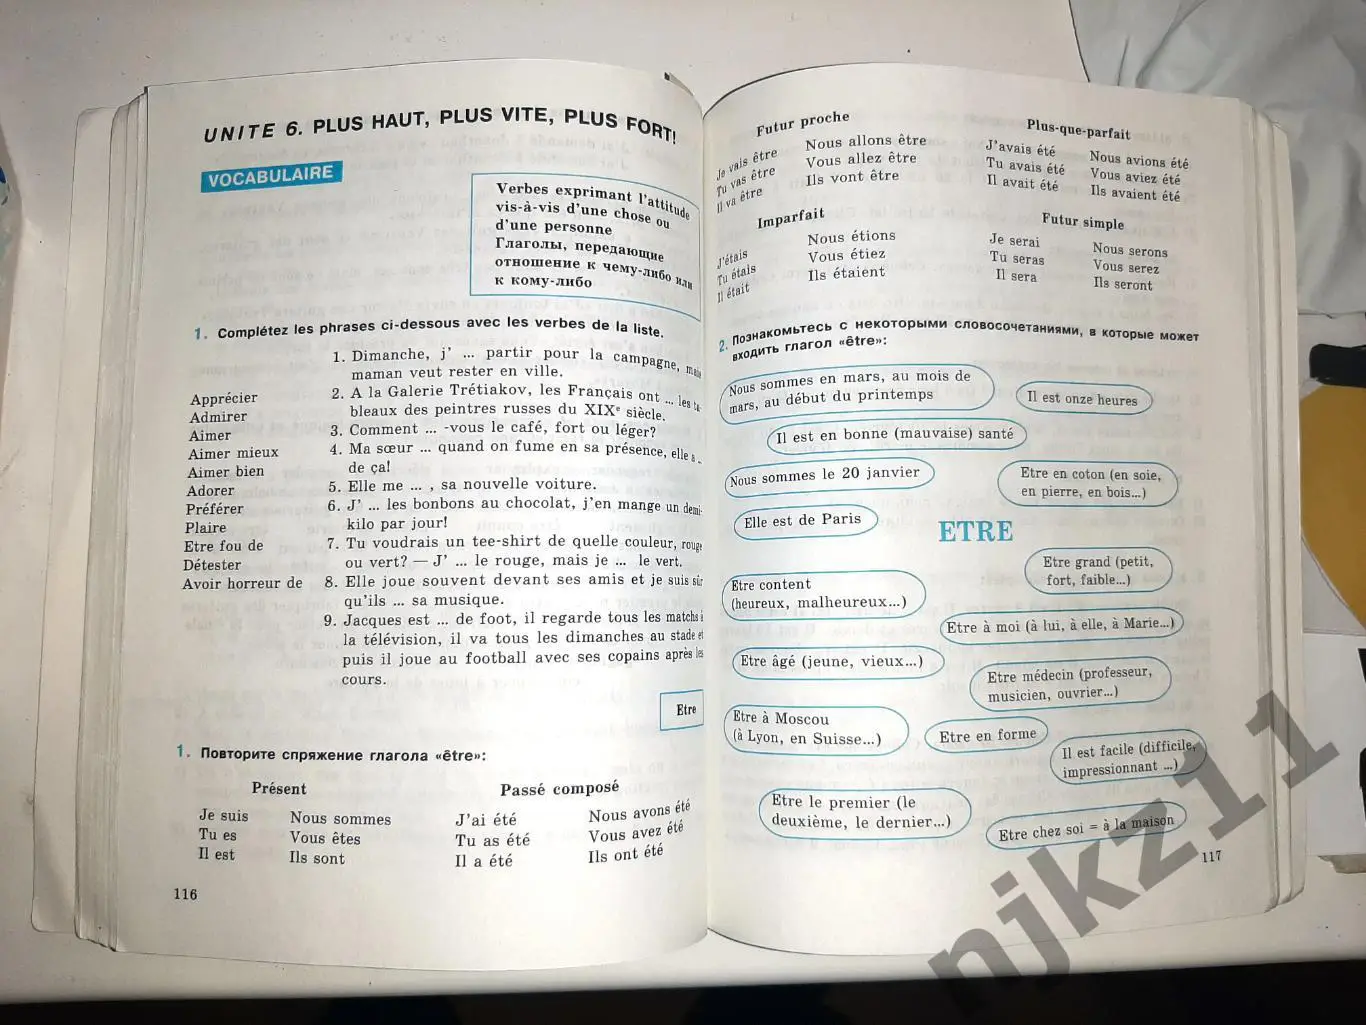 UNITE 6. PLUS HAUT, PLUS VITE, PLUS FORT!
VOCABULAIRE
Verbes exprimant l'attitude
vis-à-vis d'une chose ou
d'une personne
Глаголы, передающие
отношение к чему-либо или
к кому-либо
1. Complétez les phrases ci-dessous avec les verbes de la liste.
Apprécier
Admirer
Aimer
Aimer mieux
Aimer bien
Adorer
Préférer
Plaire
Etre fou de
Détester
Avoir horreur de
1. Dimanche, j' ... partir pour la campagne, mais
maman veut rester en ville.
2. A la Galerie Trétiakov, les Français ont ... les ta-
bleaux des peintres russes du XIXe siècle.
3. Comment ... -vous le café, fort ou léger?
4. Ma sœur ... quand on fume en sa présence, elle a ...
de ça!
5. Elle me ... , sa nouvelle voiture.
6. J' ... les bonbons au chocolat, j'en mange un demi-
kilo par jour!
7. Tu voudrais un tee-shirt de quelle couleur, rouge
ou vert? — J' ... le rouge, mais je ... le vert.
8. Elle joue souvent devant ses amis et je suis sûr
qu'ils ... sa musique.
9. Jacques est ... de foot, il regarde tous les matchs à
la télévision, il va tous les dimanches au stade et
puis il joue au football avec ses copains après les
cours.
Etre
1. Повторите спряжение глагола «être»:
Présent
Je suis Nous sommes
Tu es Vous êtes
Il est Ils sont
Passé composé
J'ai été Nous avons été
Tu as été Vous avez été
Il a été Ils ont été
116
Futur proche
Je vais être Nous allons être
Tu vas être Vous allez être
Il va être Ils vont être
Plus-que-parfait
J'avais été Nous avions été
Tu avais été Vous aviez été
Il avait été Ils avaient été
Imparfait
J'étais Nous étions
Tu étais Vous étiez
Il était Ils étaient
Futur simple
Je serai Nous serons
Tu seras Vous serez
Il sera Ils seront
2. Познакомьтесь с некоторыми словосочетаниями, в которые может
входить глагол «être»:
Nous sommes en mars, au mois de
mars, au début du printemps
Il est onze heures
Il est en bonne (mauvaise) santé
Nous sommes le 20 janvier
Etre en coton (en soie,
en pierre, en bois...)
Elle est de Paris
ETRE
Etre grand (petit,
fort, faible...)
Etre content
(heureux, malheureux...)
Etre à moi (à lui, à elle, à Marie...)
Etre âgé (jeune, vieux...)
Etre médecin (professeur,
musicien, ouvrier...)
Etre à Moscou
(à Lyon, en Suisse...)
Etre en forme
Il est facile (difficile,
impressionnant ...)
Etre le premier (le
deuxième, le dernier...)
Etre chez soi = à la maison
117
njkz11